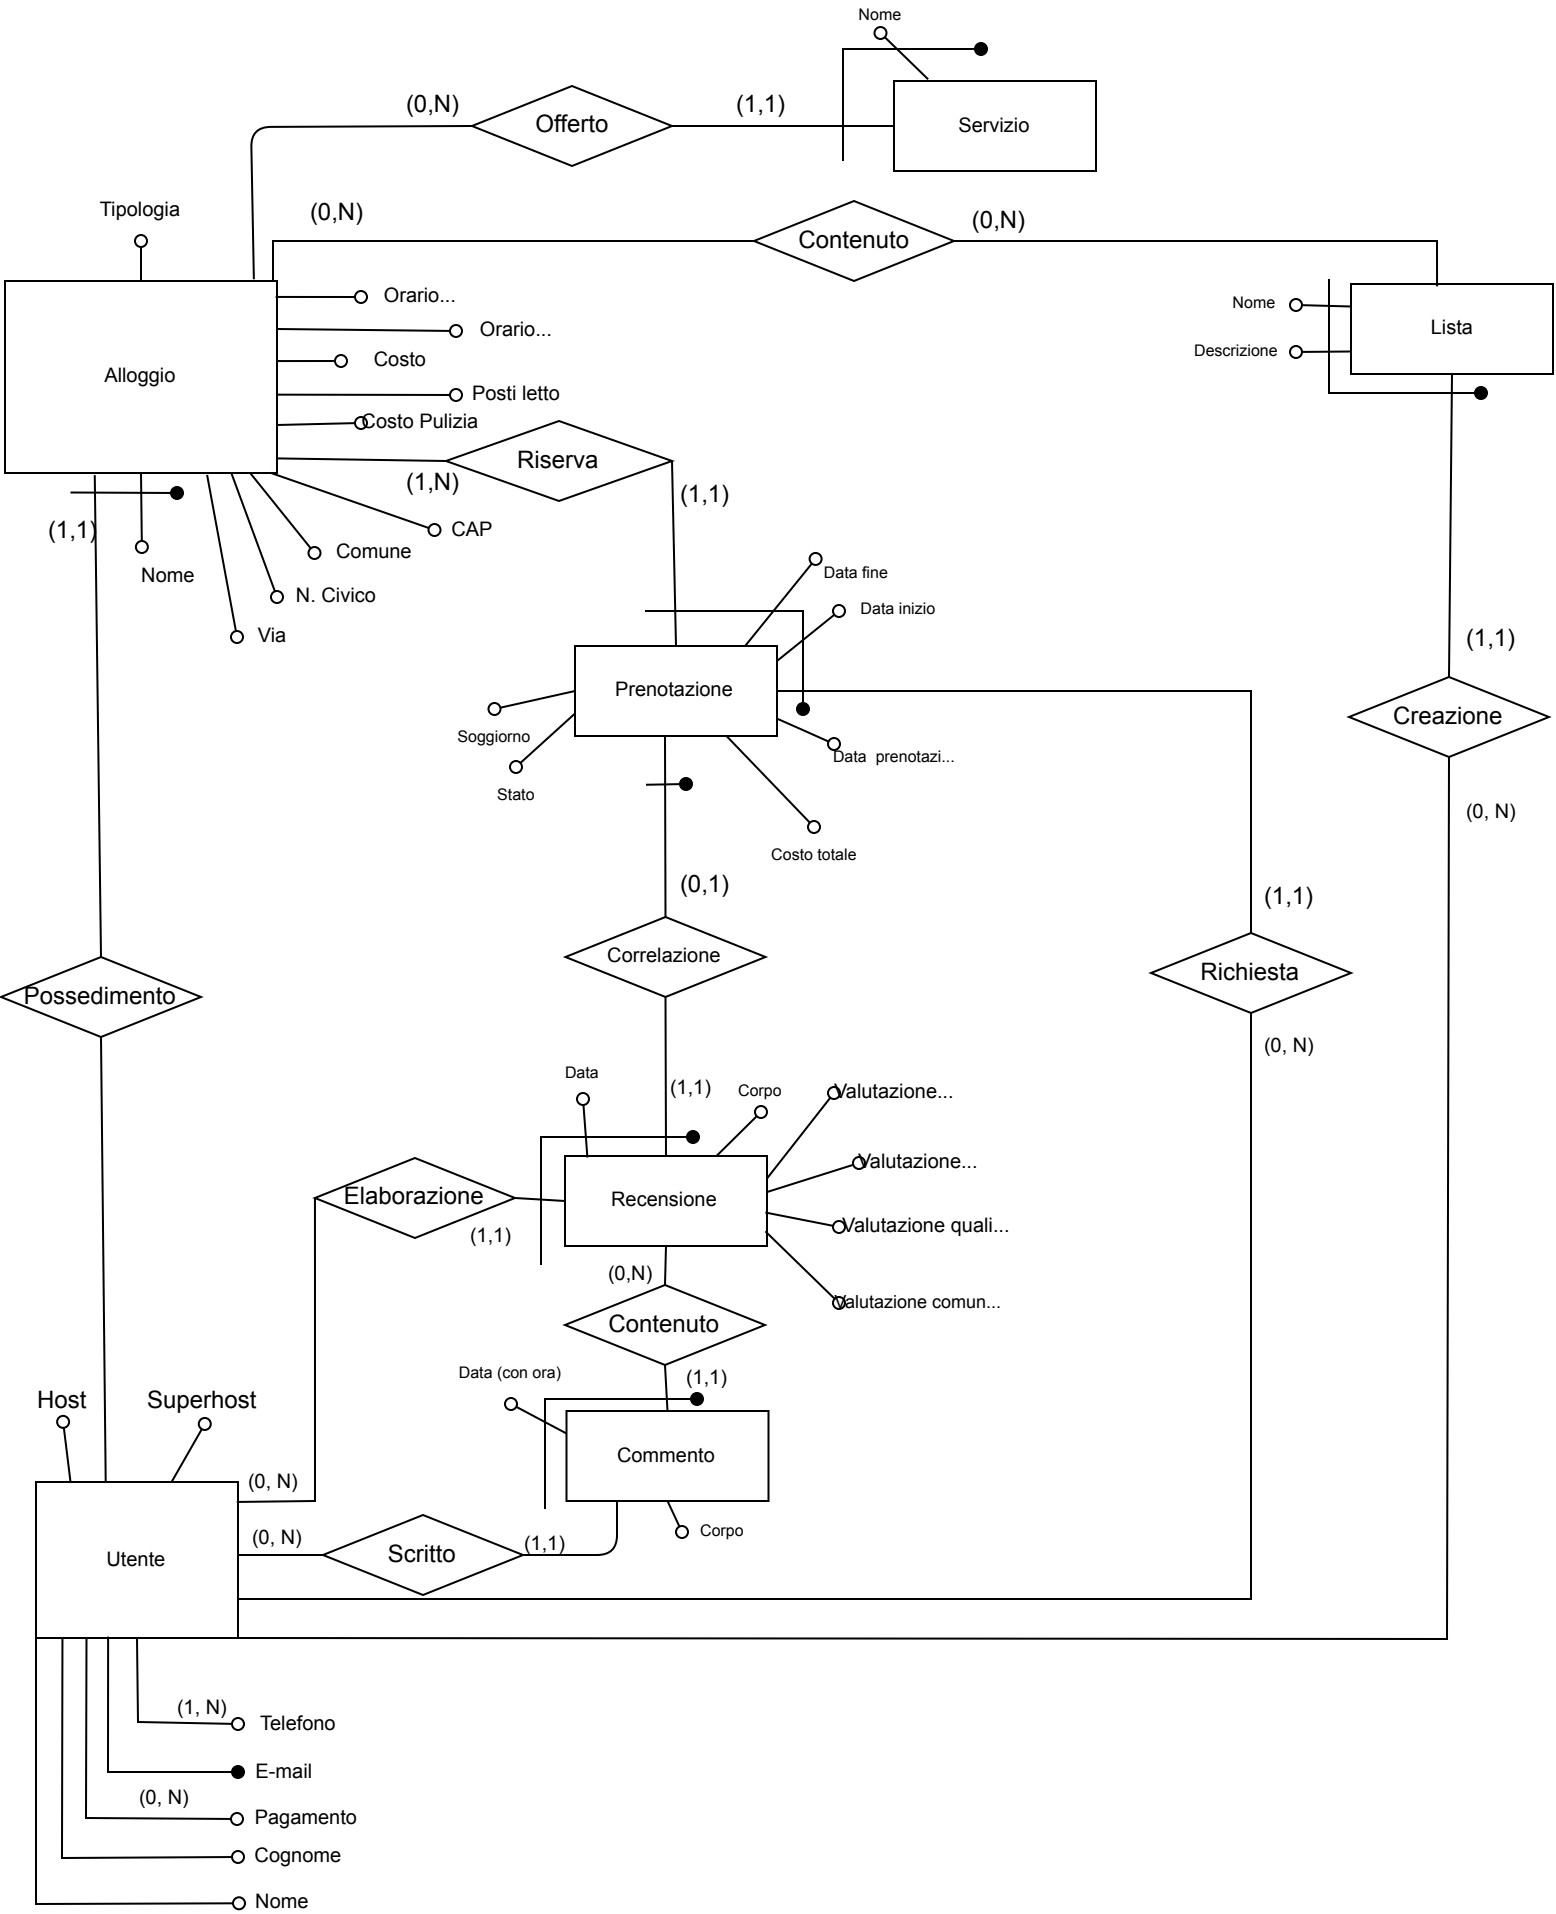 Nome
(0,N)
Offerto
(1,1)
Servizio
Tipologia
(0,N)
Contenuto
(0,N)
Orario...
Orario...
Costo
Posti letto
Costo Pulizia
Alloggio
Nome
Descrizione
Lista
(1,N)
Riserva
(1,1)
(1,1)
Nome
CAP
Comune
N. Civico
Via
Data fine
Data inizio
Prenotazione
Soggiorno
Stato
Data prenotazi...
Costo totale
(1,1)
Creazione
(0, N)
(0,1)
Correlazione
(1,1)
Richiesta
(0, N)
Possedimento
Data
(1,1)
Corpo
Valutazione...
Valutazione...
Valutazione quali...
Valutazione comun...
Elaborazione
(1,1)
Recensione
(0,N)
Contenuto
(1,1)
Data (con ora)
Commento
Corpo
Host
Superhost
(0, N)
(0, N)
Scritto
(1,1)
Utente
(1, N)
Telefono
E-mail
(0, N)
Pagamento
Cognome
Nome